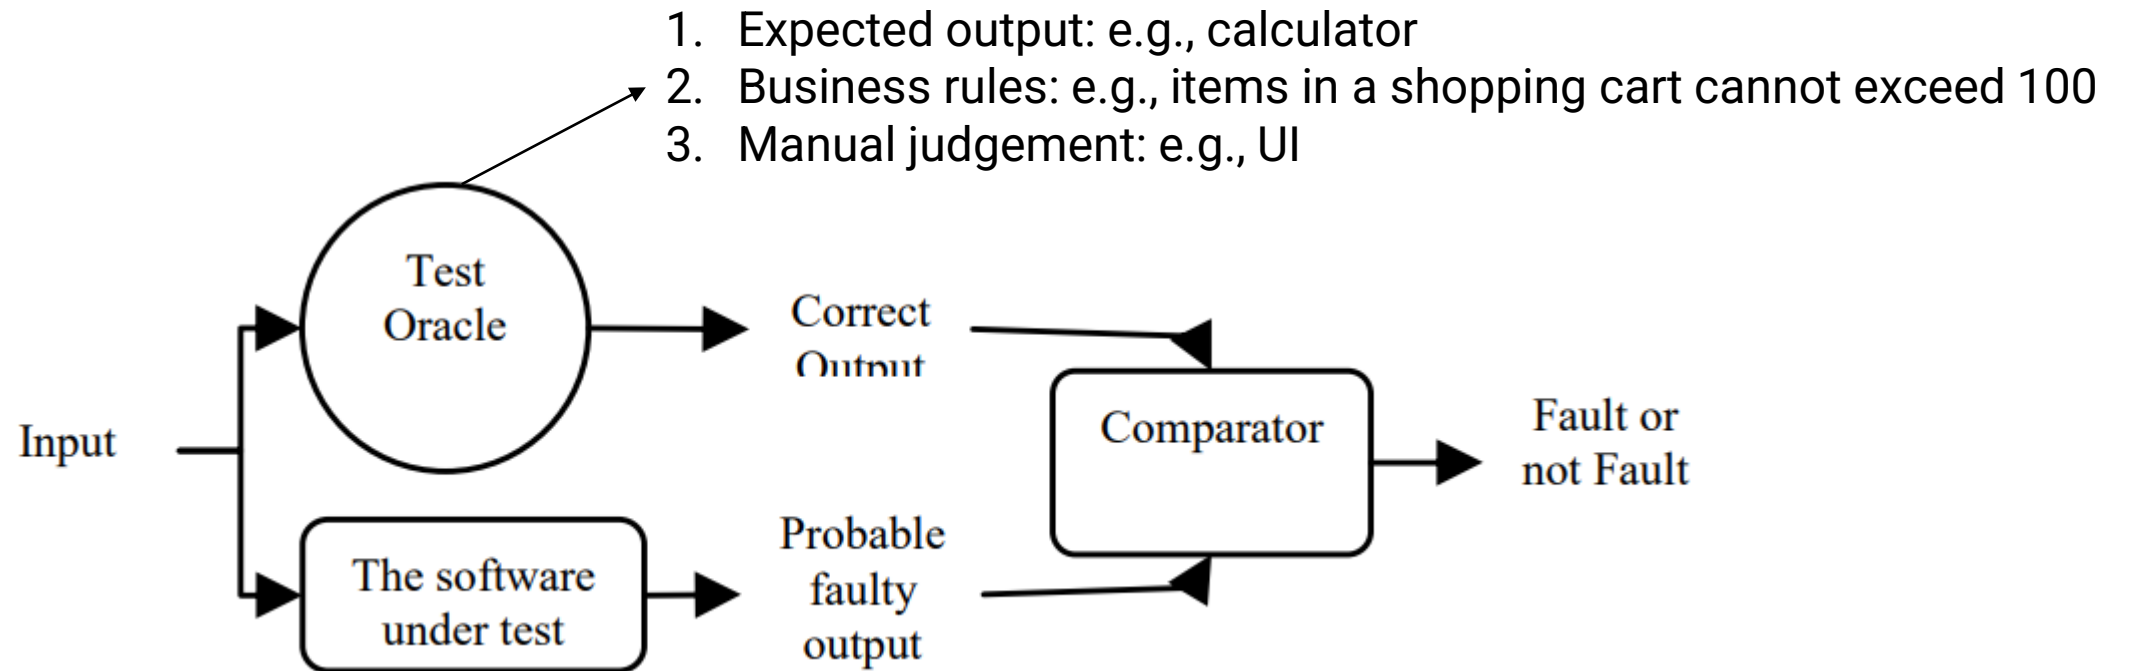 1. Expected output: e.g., calculator
2. Business rules: e.g., items in a shopping cart cannot exceed 100
3. Manual judgement: e.g., UI
Test
Oracle
Correct
Output
Input
Comparator
Fault or
not Fault
The software
under test
Probable
faulty
output